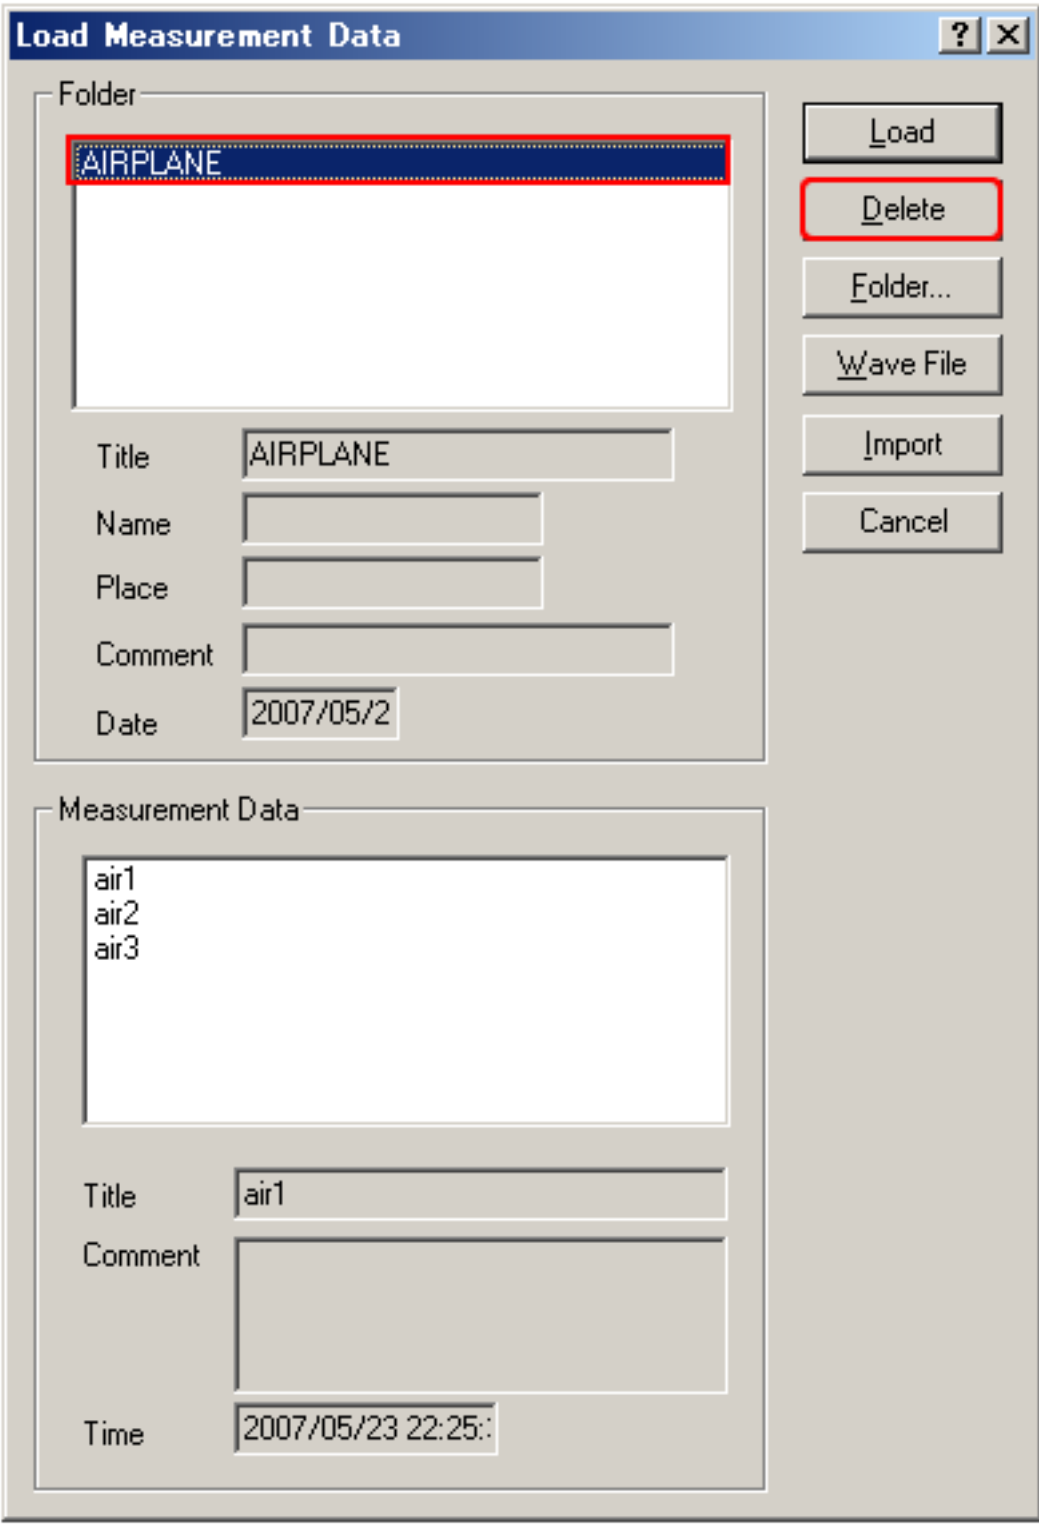 Load Measurement Data
Folder
AIRPLANE
Title AIRPLANE
Name
Place
Comment
Date 2007/05/2
Load
Delete
Folder...
Wave File
Import
Cancel
Measurement Data
air1
air2
air3
Title air1
Comment
Time 2007/05/23 22:25: